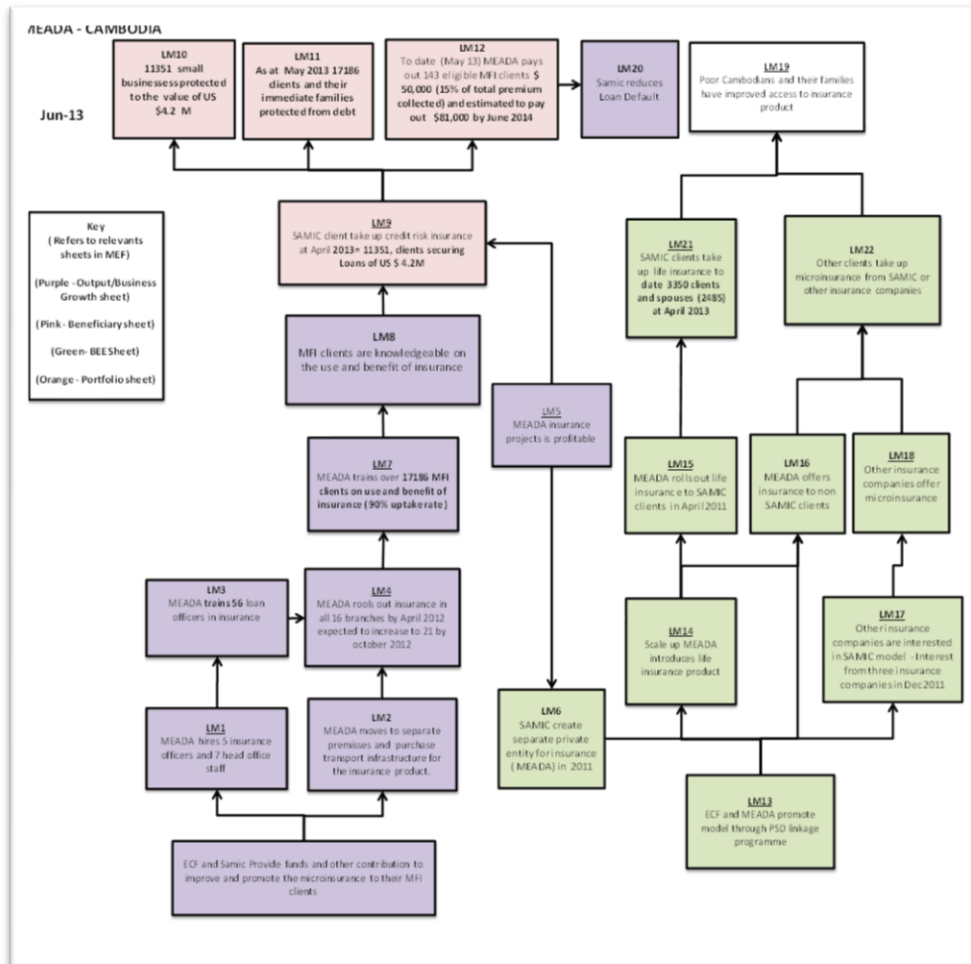 MEADA - CAMBODIA
LM10
11351 small
businessess protected
to the value of US
$4.2 M
LM11
As at May 2013 17186
clients and their
immediate families
protected from debt
LM12
To date (May 13) MEADA pays
out 143 eligible MFI clients $
50,000 (15% of total premium
collected) and estimated to pay
out $81,000 by June 2014
LM20
Samic reduces
Loan Default
LM19
Poor Cambodians and their families
have improved access to insurance
product
Jun-13
Key
( Refers to relevants
sheets in MEF)
(Purple - Output/Business
Growth sheet)
(Pink- Beneficiary sheet)
(Green- BEE Sheet)
(Orange - Portfolio sheet)
LM9
SAMIC client take up credit risk insurance
at April 2013= 11351, clients securing
Loans of US $ 4.2M
LM21
SAMIC clients take
up life insurance to
date 3350 clients
and spouses (2485)
at April 2013
LM22
Other clients take up
microinsurance from SAMIC or
other insurance companies
LM8
MFI clients are knowledgeable on
the use and benefit of insurance
LM5
MEADA insurance
projects is profitable
LM7
MEADA trains over 17186 MFI
clients on use and benefit of
insurance (90% uptake rate)
LM15
MEADA rolls out life
insurance to SAMIC
clients in April 2011
LM16
MEADA offers
insurance to non
SAMIC clients
LM18
Other insurance
companies offer
microinsurance
LM3
MEADA trains 56 loan
officers in insurance
LM4
MEADA rools out insurance in
all 16 branches by April 2012
expected to increase to 21 by
october 2012
LM14
Scale up MEADA
introduces life
insurance product
LM17
Other insurance
companies are interested
in SAMIC model - Interest
from three insurance
companies in Dec 2011
LM1
MEADA hires 5 insurance
officers and 7 head office
staff
LM2
MEADA moves to separate
premisses and purchase
transport infrastructure for
the insurance product.
LM6
SAMIC create
separate private
entity for insurance
( MEADA) in 2011
LM13
ECF and MEADA promote
model through PSD linkage
programme
ECF and Samic Provide funds and other contribution to
improve and promote the microinsurance to their MFI
clients